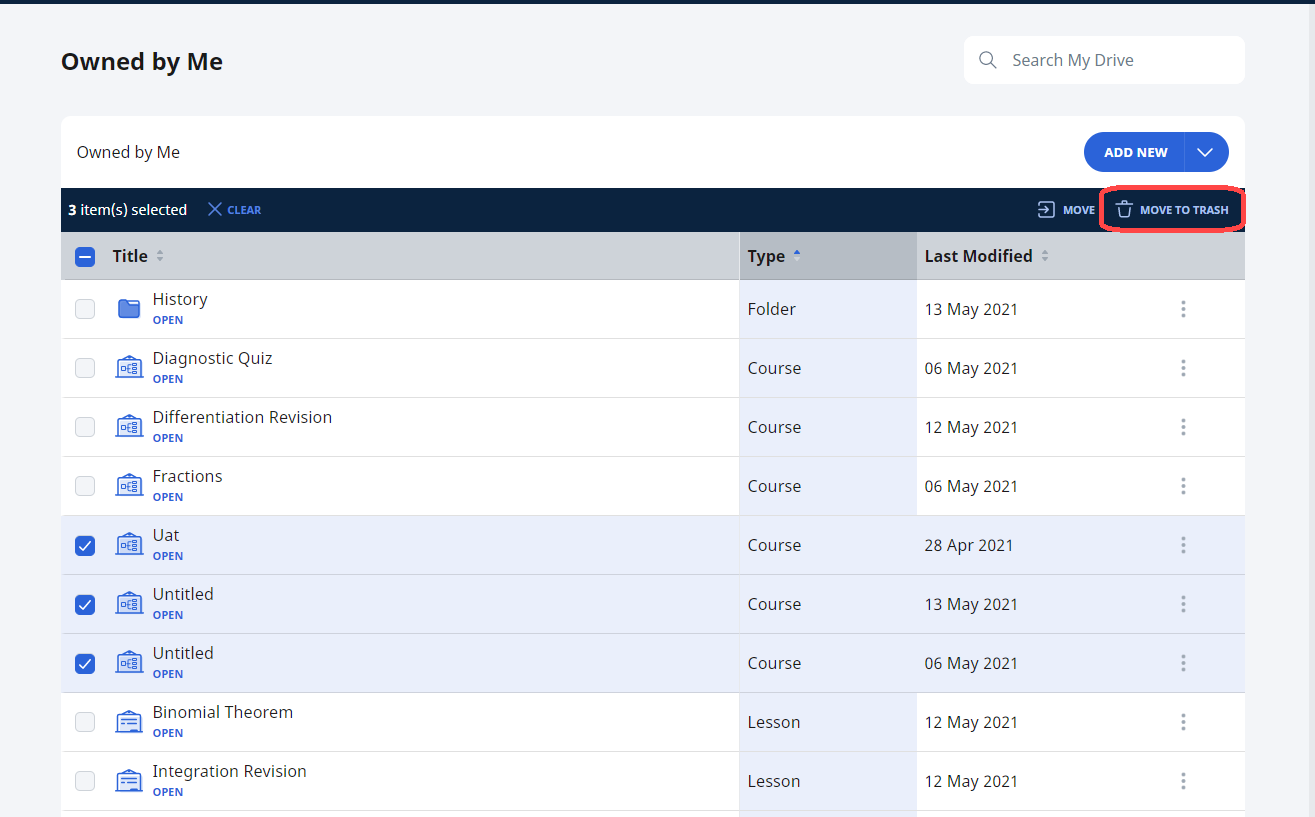 Owned by Me
Search My Drive
Owned by Me
ADD NEW
3 item(s) selected CLEAR MOVE MOVE TO TRASH
Title Type Last Modified
History Folder 13 May 2021
OPEN
Diagnostic Quiz Course 06 May 2021
OPEN
Differentiation Revision Course 12 May 2021
OPEN
Fractions Course 06 May 2021
OPEN
Uat Course 28 Apr 2021
OPEN
Untitled Course 13 May 2021
OPEN
Untitled Course 06 May 2021
OPEN
Binomial Theorem Lesson 12 May 2021
OPEN
Integration Revision Lesson 12 May 2021
OPEN